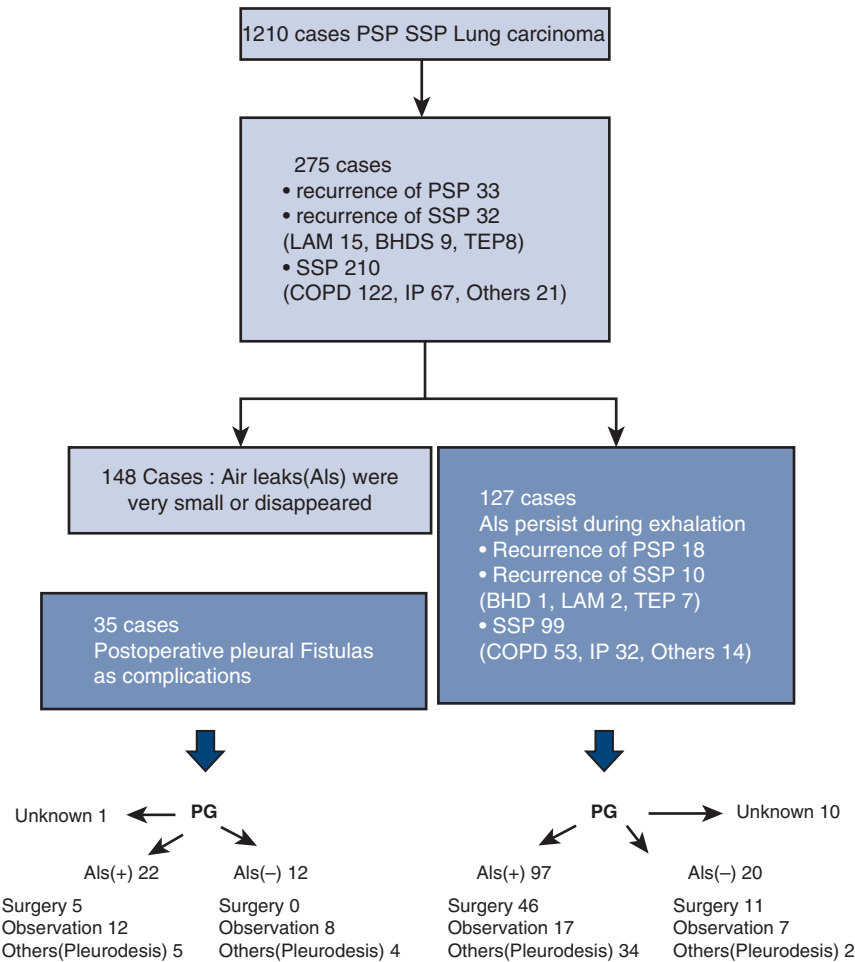 1210 cases PSP SSP Lung carcinoma
275 cases
• recurrence of PSP 33
• recurrence of SSP 32
(LAM 15, BHDS 9, TEP8)
• SSP 210
(COPD 122, IP 67, Others 21)
148 Cases : Air leaks(Als) were
very small or disappeared
127 cases
Als persist during exhalation
• Recurrence of PSP 18
• Recurrence of SSP 10
(BHD 1, LAM 2, TEP 7)
• SSP 99
(COPD 53, IP 32, Others 14)
35 cases
Postoperative pleural Fistulas
as complications
Unknown 1
PG
Als(+) 22
Als(–) 12
Surgery 5
Observation 12
Others(Pleurodesis) 5
Surgery 0
Observation 8
Others(Pleurodesis) 4
PG
Unknown 10
Als(+) 97
Als(–) 20
Surgery 46
Observation 17
Others(Pleurodesis) 34
Surgery 11
Observation 7
Others(Pleurodesis) 2